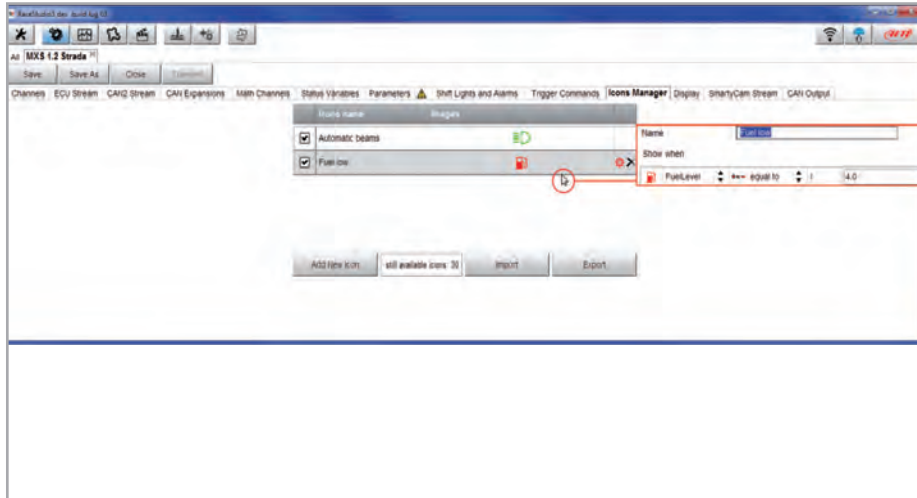 All MXS 1.2 Strada
Save Save As Close Transmit
Channels ECU Stream CAN2 Stream CAN Expansions Math Channels Status Variables Parameters Shift Lights and Alarms Trigger Commands Icons Manager Display SmartyCam Stream CAN Output
Icons name Images
Automatic beams
Fuel low
Name Fuel low
Show when
FuelLevel equal to 4.0
Add New Icon still available icons: 30 Import Export